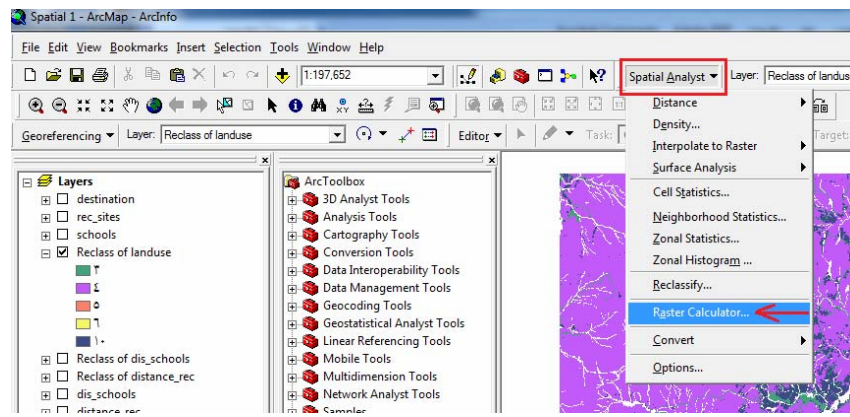 Spatial 1 - ArcMap - ArcInfo
File Edit View Bookmarks Insert Selection Tools Window Help
1:197,652 Spatial Analyst Layer: Reclass of landus
Georeferencing Layer: Reclass of landuse Editor Task: Target:
Distance
Density...
Interpolate to Raster
Surface Analysis
Cell Statistics...
Neighborhood Statistics...
Zonal Statistics...
Zonal Histogram ...
Reclassify...
Raster Calculator...
Convert
Options...
Layers
destination
rec_sites
schools
Reclass of landuse
٣
٤
٥
٦
١٠
Reclass of dis_schools
Reclass of distance_rec
dis_schools
distance_rec
ArcToolbox
3D Analyst Tools
Analysis Tools
Cartography Tools
Conversion Tools
Data Interoperability Tools
Data Management Tools
Geocoding Tools
Geostatistical Analyst Tools
Linear Referencing Tools
Mobile Tools
Multidimension Tools
Network Analyst Tools
Samples